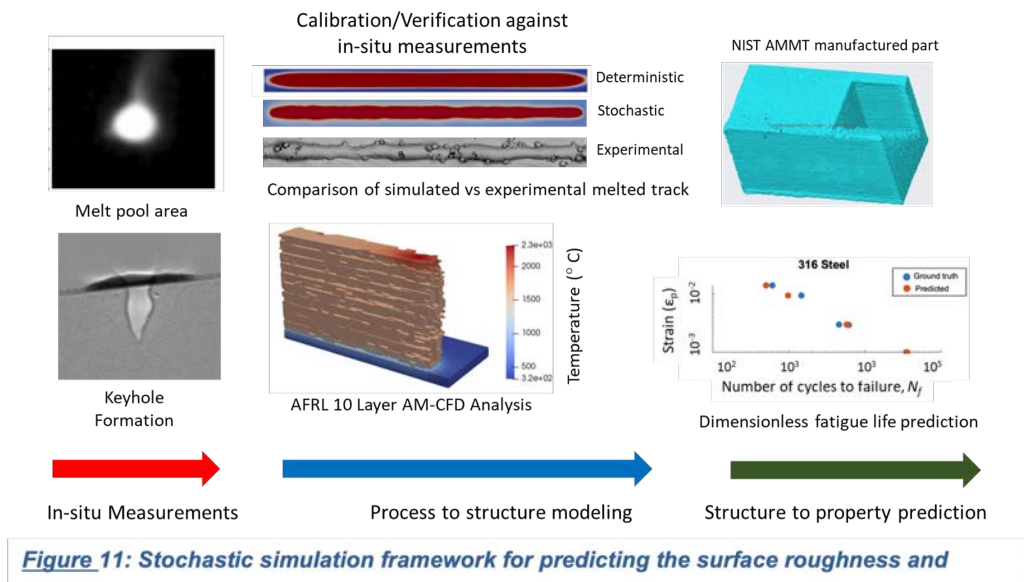 Calibration/Verification against
in-situ measurements
NIST AMMT manufactured part
Deterministic
Stochastic
Experimental
Comparison of simulated vs experimental melted track
Melt pool area
2.3e+03
2000
1500
1000
500
3.2e+02
Temperature (° C)
316 Steel
Ground truth
Predicted
Strain (εp)
10⁻²
10⁻³
10² 10³ 10³ 10⁵
Number of cycles to failure, Nf
Keyhole
Formation
AFRL 10 Layer AM-CFD Analysis
Dimensionless fatigue life prediction
In-situ Measurements
Process to structure modeling
Structure to property prediction
Figure 11: Stochastic simulation framework for predicting the surface roughness and